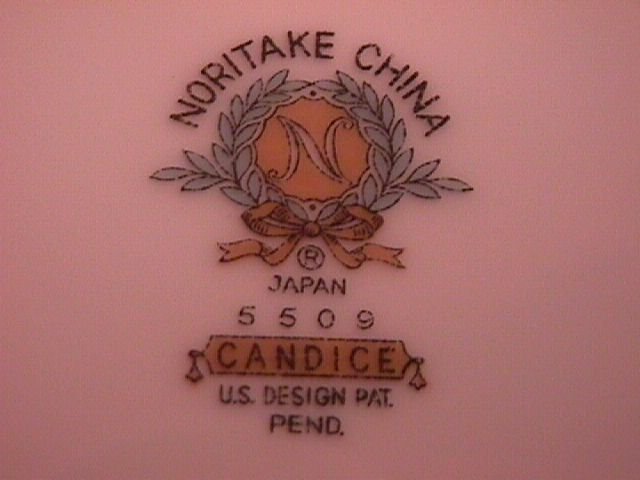 NORITAKE CHINA
N
®
JAPAN
5509
CANDICE
U.S. DESIGN PAT.
PEND.